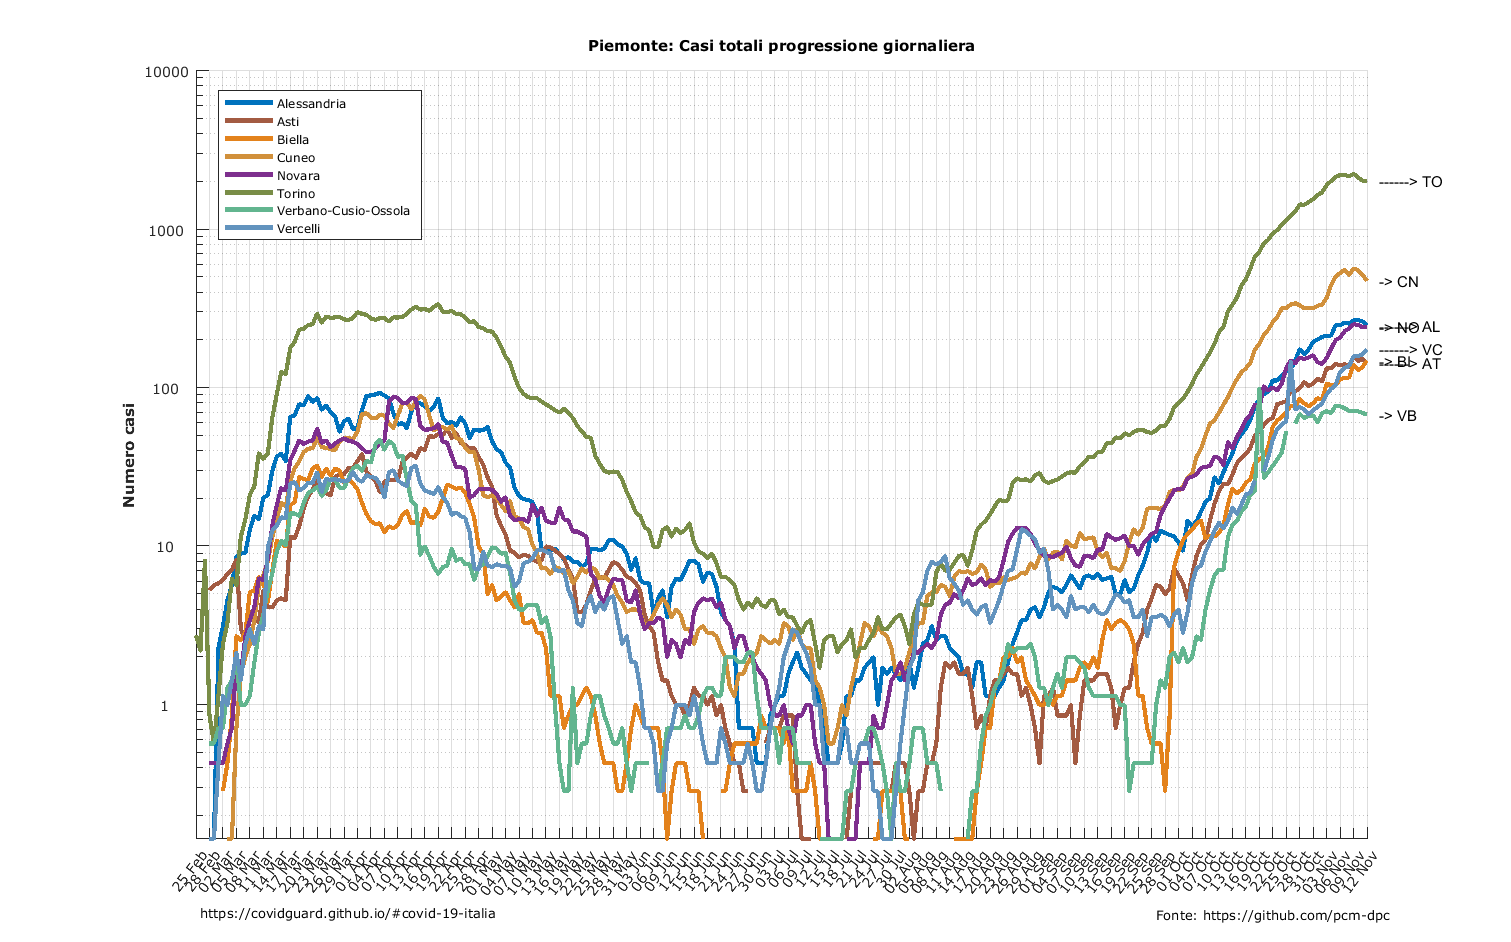 Piemonte: Casi totali progressione giornaliera
10000
1000
100
10
1
Numero casi
Alessandria
Asti
Biella
Cuneo
Novara
Torino
Verbano-Cusio-Ossola
Vercelli
------> TO
-> CN
-> NO
------> AL
------> VC
-> BI
------> AT
-> VB
25 Feb
28 Feb
02 Mar
05 Mar
08 Mar
11 Mar
14 Mar
17 Mar
20 Mar
23 Mar
26 Mar
29 Mar
01 Apr
04 Apr
07 Apr
10 Apr
13 Apr
16 Apr
19 Apr
22 Apr
25 Apr
28 Apr
01 May
04 May
07 May
10 May
13 May
16 May
19 May
22 May
25 May
28 May
31 May
03 Jun
06 Jun
09 Jun
12 Jun
15 Jun
18 Jun
21 Jun
24 Jun
27 Jun
30 Jun
03 Jul
06 Jul
09 Jul
12 Jul
15 Jul
18 Jul
21 Jul
24 Jul
27 Jul
30 Jul
02 Aug
05 Aug
08 Aug
11 Aug
14 Aug
17 Aug
20 Aug
23 Aug
26 Aug
29 Aug
01 Sep
04 Sep
07 Sep
10 Sep
13 Sep
16 Sep
19 Sep
22 Sep
25 Sep
28 Sep
01 Oct
04 Oct
07 Oct
10 Oct
13 Oct
16 Oct
19 Oct
22 Oct
25 Oct
28 Oct
31 Oct
03 Nov
06 Nov
09 Nov
12 Nov
https://covidguard.github.io/#covid-19-italia
Fonte: https://github.com/pcm-dpc